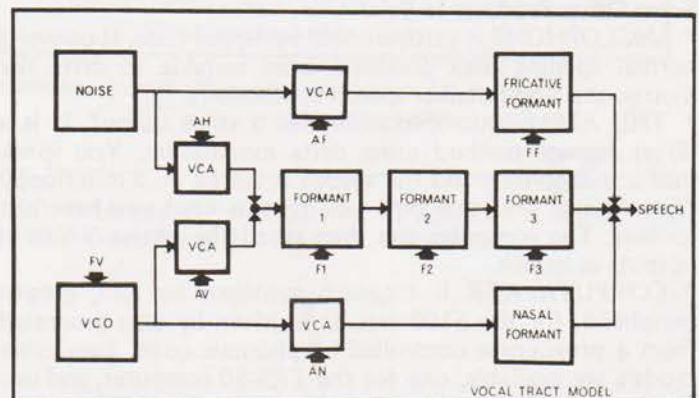 NOISE
VCA
FRICATIVE
FORMANT
AH
AF
FF
VCA
FORMANT
1
FORMANT
2
FORMANT
3
SPEECH
FV
VCA
F1
F2
F3
AV
VCO
VCA
NASAL
FORMANT
AN
VOCAL TRACT MODEL